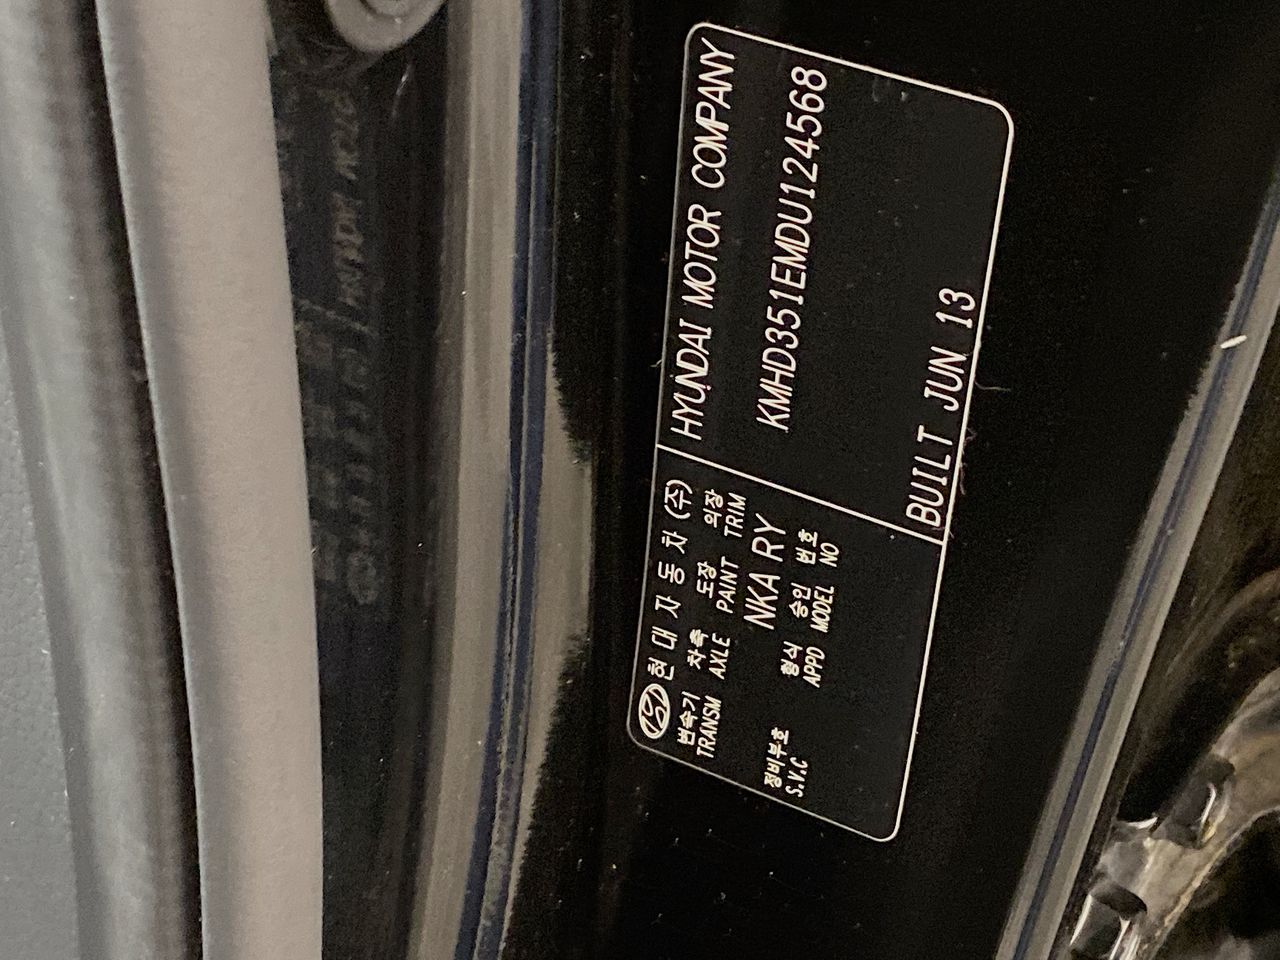 현대자동차(주)
HYUNDAI MOTOR COMPANY
변속기 차축 도장 의장
TRANSM AXLE PAINT TRIM
NKA RY
KMHD351EMDU124568
정비부호 형식 승인 번호
S.V.C APPD MODEL NO
BUILT JUN 13